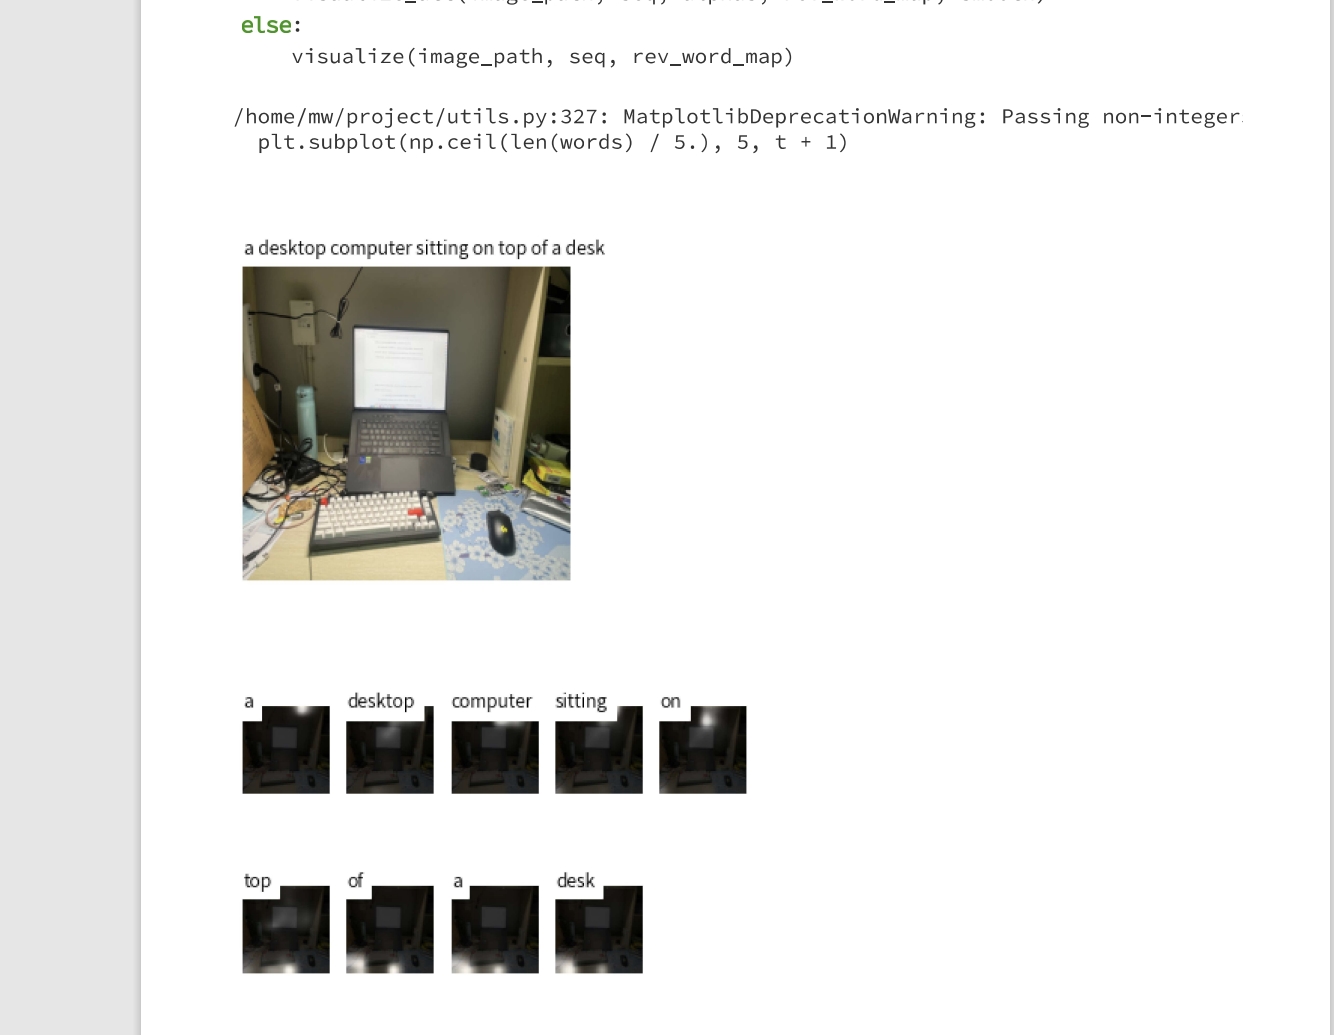 else:
visualize(image_path, seq, rev_word_map)
/home/mw/project/utils.py:327: MatplotlibDeprecationWarning: Passing non-integer
plt.subplot(np.ceil(len(words) / 5.), 5, t + 1)
a desktop computer sitting on top of a desk
a desktop computer sitting on
top of a desk